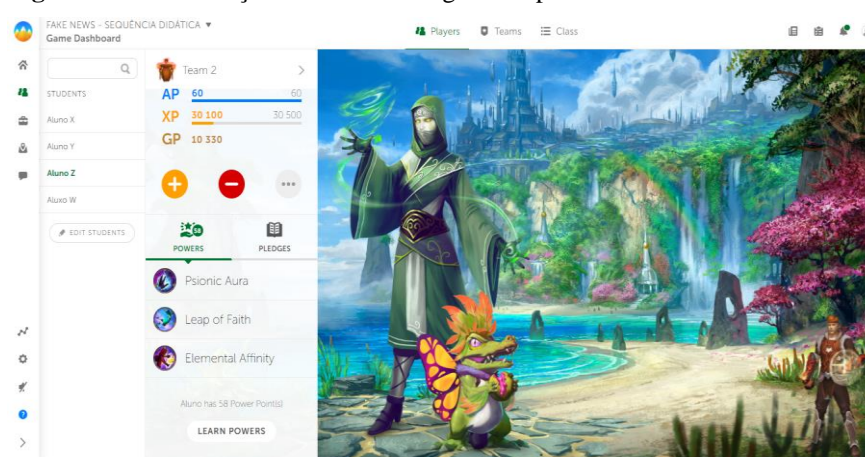 FAKE NEWS - SEQUÊNCIA DIDÁTICA
Game Dashboard
Players
Teams
Class
STUDENTS
Aluno X
Aluno Y
Aluno Z
Aluxo W
EDIT STUDENTS
Team 2
AP 60 60
XP 30 100 30 500
GP 10 330
58
POWERS
PLEDGES
Psionic Aura
Leap of Faith
Elemental Affinity
Aluno has 58 Power Point(s)
LEARN POWERS